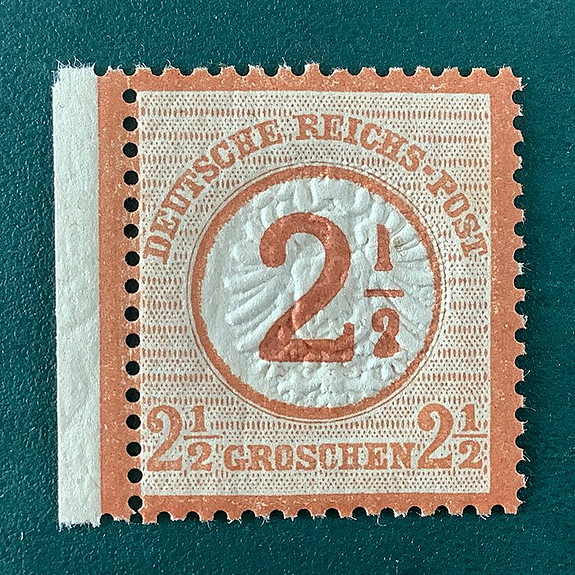 DEUTSCHE REICHS-POST
2 1/2
2 1/2 GROSCHEN 2 1/2